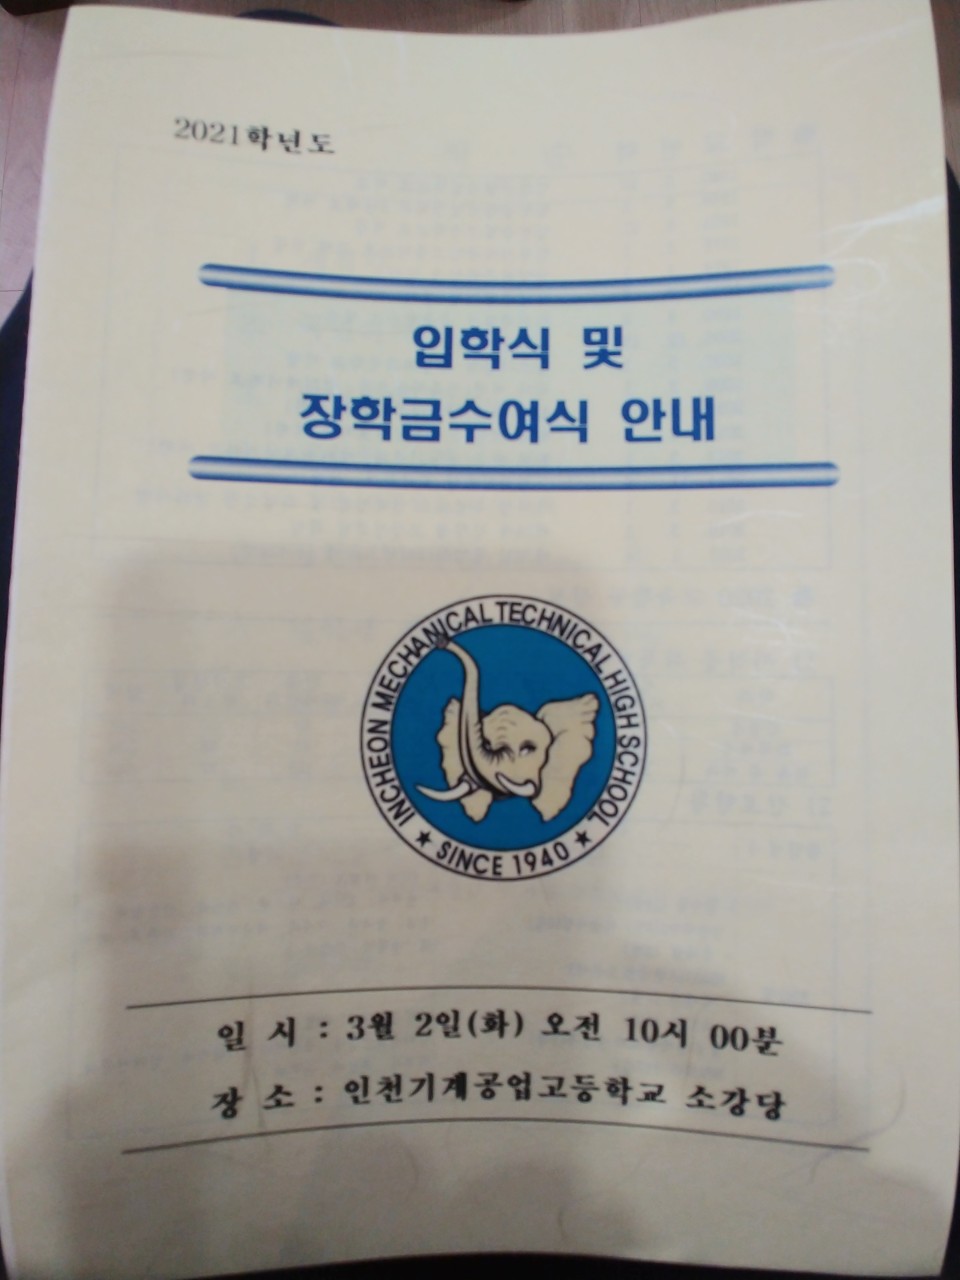 2021학년도
입학식 및
장학금수여식 안내
INCHEON MECHANICAL TECHNICAL HIGH SCHOOL
★ SINCE 1940 ★
일 시 : 3월 2일(화) 오전 10시 00분
장 소 : 인천기계공업고등학교 소강당